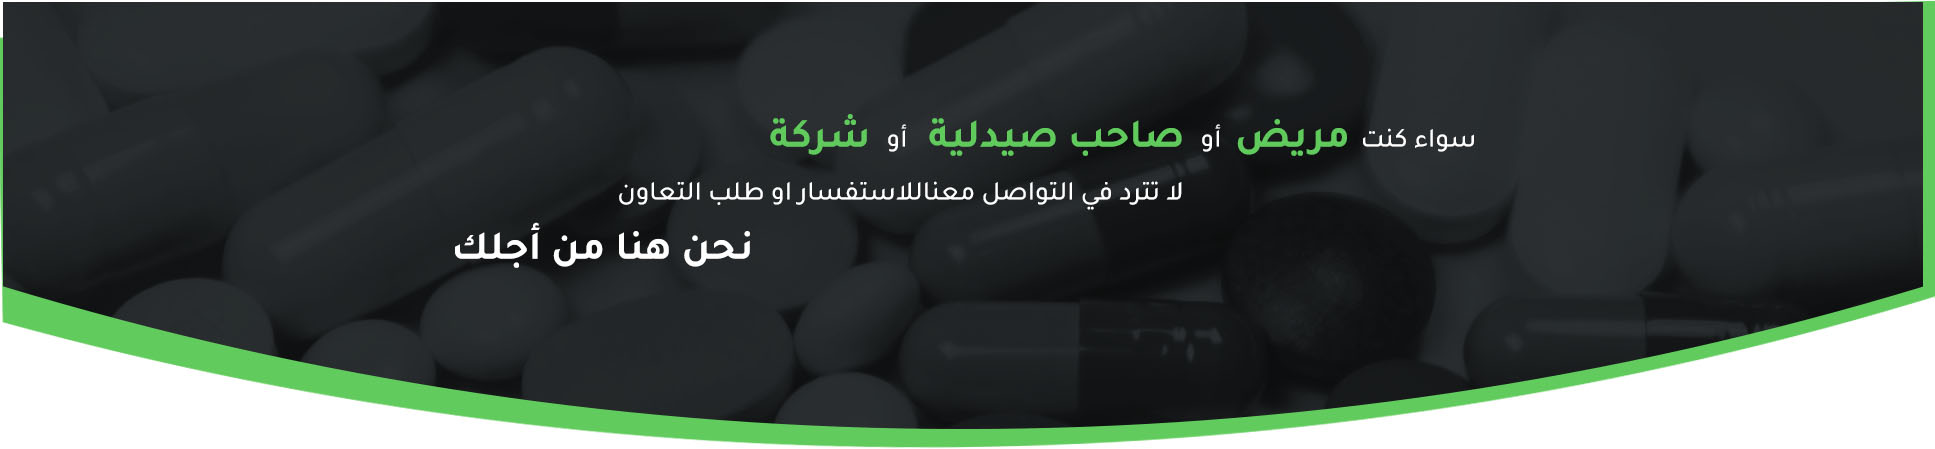 سواء كنت مريض أو صاحب صيدلية أو شركة
لا تترد في التواصل معناللاستفسار او طلب التعاون
نحن هنا من أجلك